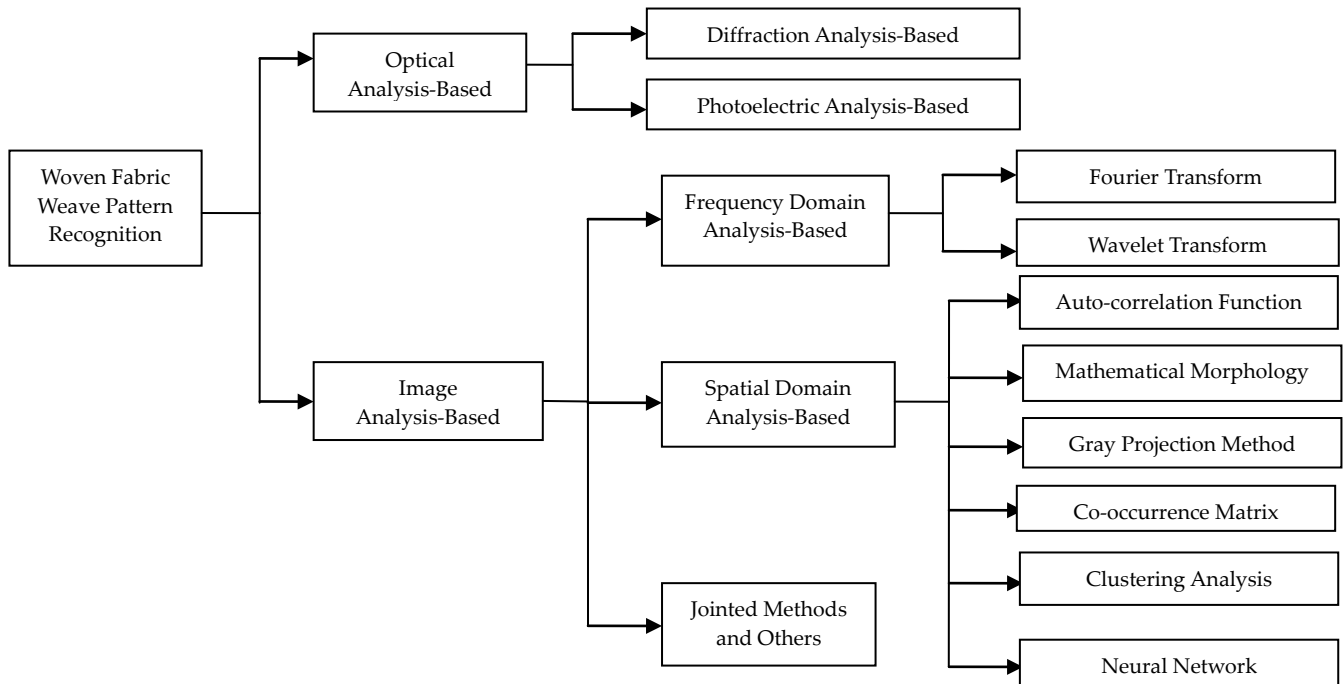 Woven Fabric
Weave Pattern
Recognition
Optical
Analysis-Based
Diffraction Analysis-Based
Photoelectric Analysis-Based
Image
Analysis-Based
Frequency Domain
Analysis-Based
Fourier Transform
Wavelet Transform
Spatial Domain
Analysis-Based
Auto-correlation Function
Mathematical Morphology
Gray Projection Method
Co-occurrence Matrix
Clustering Analysis
Neural Network
Jointed Methods
and Others